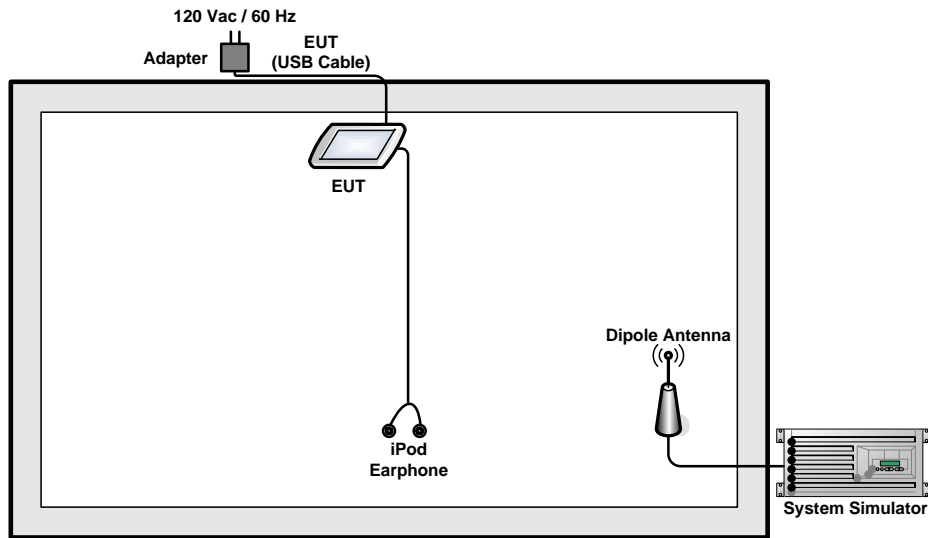 120 Vac / 60 Hz
Adapter
EUT
(USB Cable)
EUT
Dipole Antenna
iPod
Earphone
System Simulator